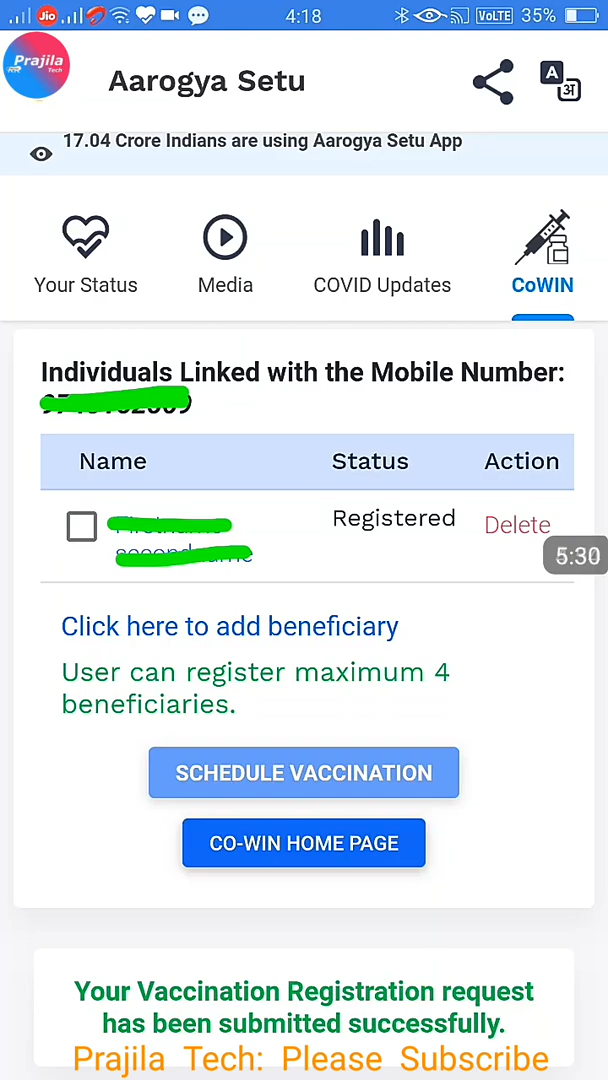 Jio 4:18 VoLTE 35%
Prajila
Tech
Aarogya Setu
A अ
17.04 Crore Indians are using Aarogya Setu App
Your Status Media COVID Updates CoWIN
Individuals Linked with the Mobile Number:
Name Status Action
Registered Delete
5:30
Click here to add beneficiary
User can register maximum 4
beneficiaries.
SCHEDULE VACCINATION
CO-WIN HOME PAGE
Your Vaccination Registration request
has been submitted successfully.
Prajila Tech: Please Subscribe